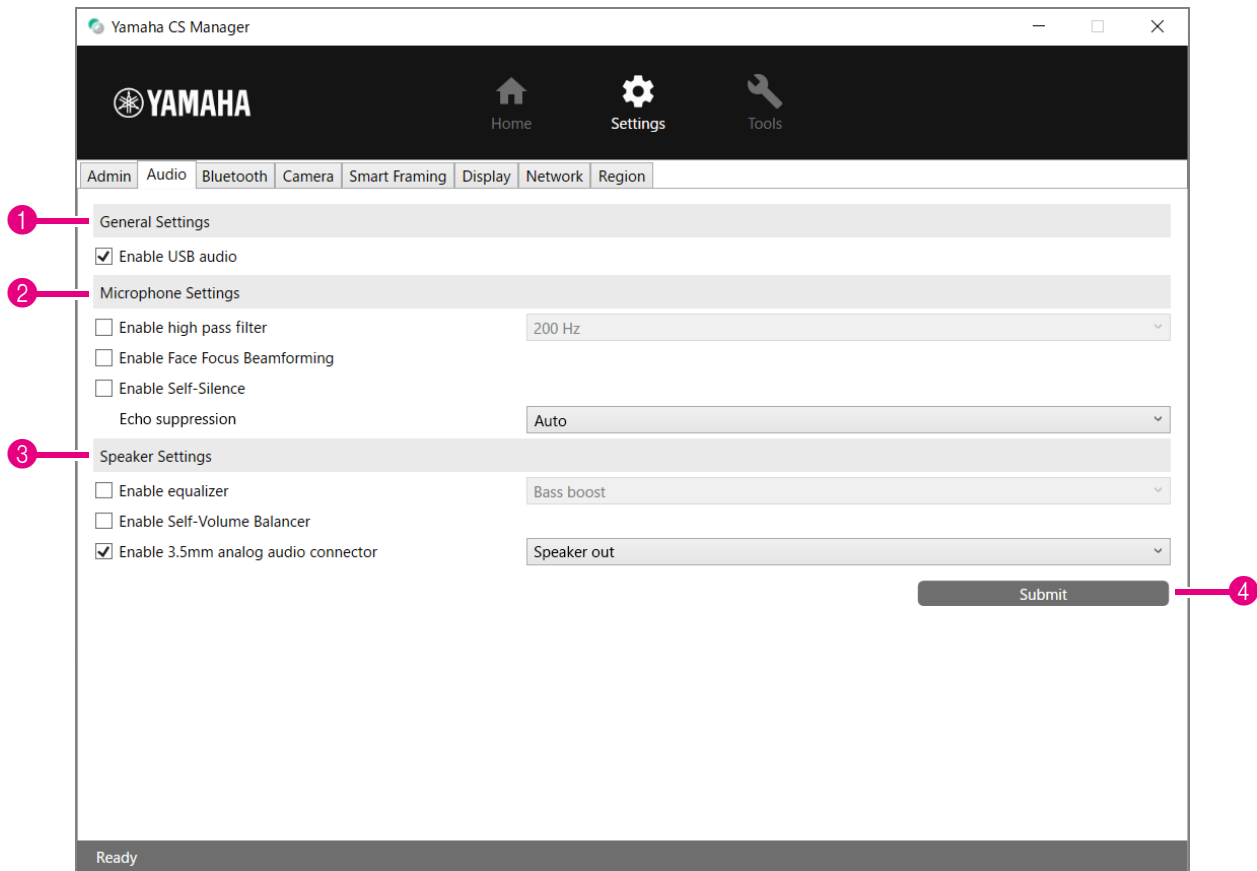 Yamaha CS Manager
YAMAHA
Home Settings Tools
Admin Audio Bluetooth Camera Smart Framing Display Network Region
1 General Settings
Enable USB audio
2 Microphone Settings
Enable high pass filter 200 Hz
Enable Face Focus Beamforming
Enable Self-Silence
Echo suppression Auto
3 Speaker Settings
Enable equalizer Bass boost
Enable Self-Volume Balancer
Enable 3.5mm analog audio connector Speaker out
Submit 4
Ready